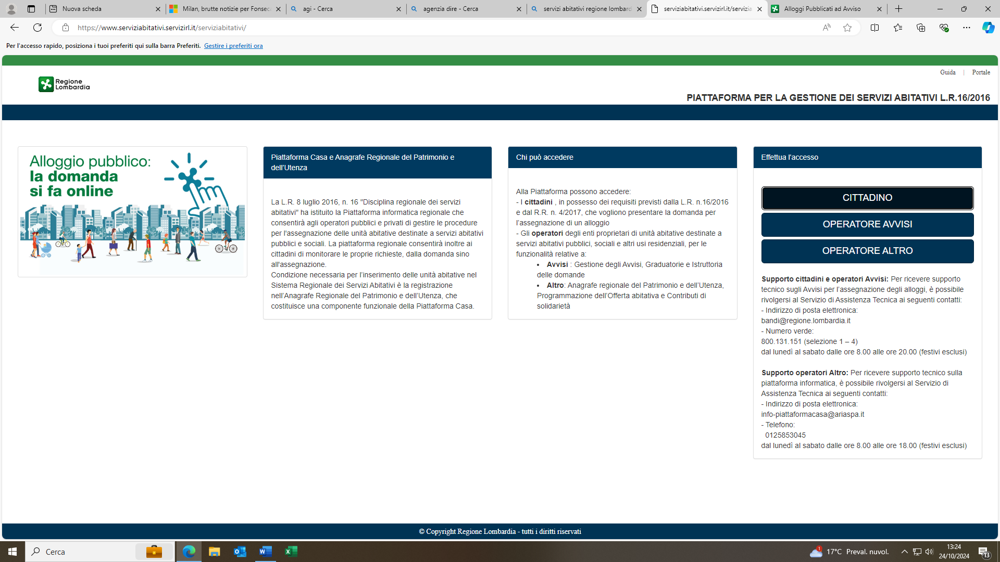 Nuova scheda
Milan, brutte notizie per Fonseca
agi - Cerca
agenzia dire - Cerca
servizi abitativi regione lombard
serviziabitativi.servizirl.it/servizia
Alloggi Pubblicati ad Avviso
https://www.serviziabitativi.servizirl.it/serviziabitativi/
Per l'accesso rapido, posiziona i tuoi preferiti qui sulla barra Preferiti. Gestire i preferiti ora
Guida | Portale
Regione
Lombardia
PIATTAFORMA PER LA GESTIONE DEI SERVIZI ABITATIVI L.R.16/2016
Alloggio pubblico:
la domanda
si fa online
Piattaforma Casa e Anagrafe Regionale del Patrimonio e
dell’Utenza
La L.R. 8 luglio 2016, n. 16 "Disciplina regionale dei servizi
abitativi" ha istituito la Piattaforma informatica regionale che
consentirà agli operatori pubblici e privati di gestire le procedure
per l'assegnazione delle unità abitative destinate a servizi abitativi
pubblici e sociali. La piattaforma regionale consentirà inoltre ai
cittadini di monitorare le proprie richieste, dalla domanda sino
all'assegnazione.
Condizione necessaria per l’inserimento delle unità abitative nel
Sistema Regionale dei Servizi Abitativi è la registrazione
nell’Anagrafe Regionale del Patrimonio e dell’Utenza, che
costituisce una componente funzionale della Piattaforma Casa.
Chi può accedere
Alla Piattaforma possono accedere:
- I cittadini , in possesso dei requisiti previsti dalla L.R. n.16/2016
e dal R.R. n. 4/2017, che vogliono presentare la domanda per
l’assegnazione di un alloggio
- Gli operatori degli enti proprietari di unità abitative destinate a
servizi abitativi pubblici, sociali e altri usi residenziali, per le
funzionalità relative a:
• Avvisi : Gestione degli Avvisi, Graduatorie e Istruttoria
delle domande
• Altro: Anagrafe regionale del Patrimonio e dell’Utenza,
Programmazione dell’Offerta abitativa e Contributi di
solidarietà
Effettua l’accesso
CITTADINO
OPERATORE AVVISI
OPERATORE ALTRO
Supporto cittadini e operatori Avvisi: Per ricevere supporto
tecnico sugli Avvisi per l’assegnazione degli alloggi, è possibile
rivolgersi al Servizio di Assistenza Tecnica ai seguenti contatti:
- Indirizzo di posta elettronica:
bandi@regione.lombardia.it
- Numero verde:
800.131.151 (selezione 1 – 4)
dal lunedì al sabato dalle ore 8.00 alle ore 20.00 (festivi esclusi)
Supporto operatori Altro: Per ricevere supporto tecnico sulla
piattaforma informatica, è possibile rivolgersi al Servizio di
Assistenza Tecnica ai seguenti contatti:
- Indirizzo di posta elettronica:
info-piattaformacasa@ariaspa.it
- Telefono:
0125853045
dal lunedì al sabato dalle ore 8.00 alle ore 18.00 (festivi esclusi)
© Copyright Regione Lombardia - tutti i diritti riservati
Cerca
1
17°C Preval. nuvol.
13:24
24/10/2024
13